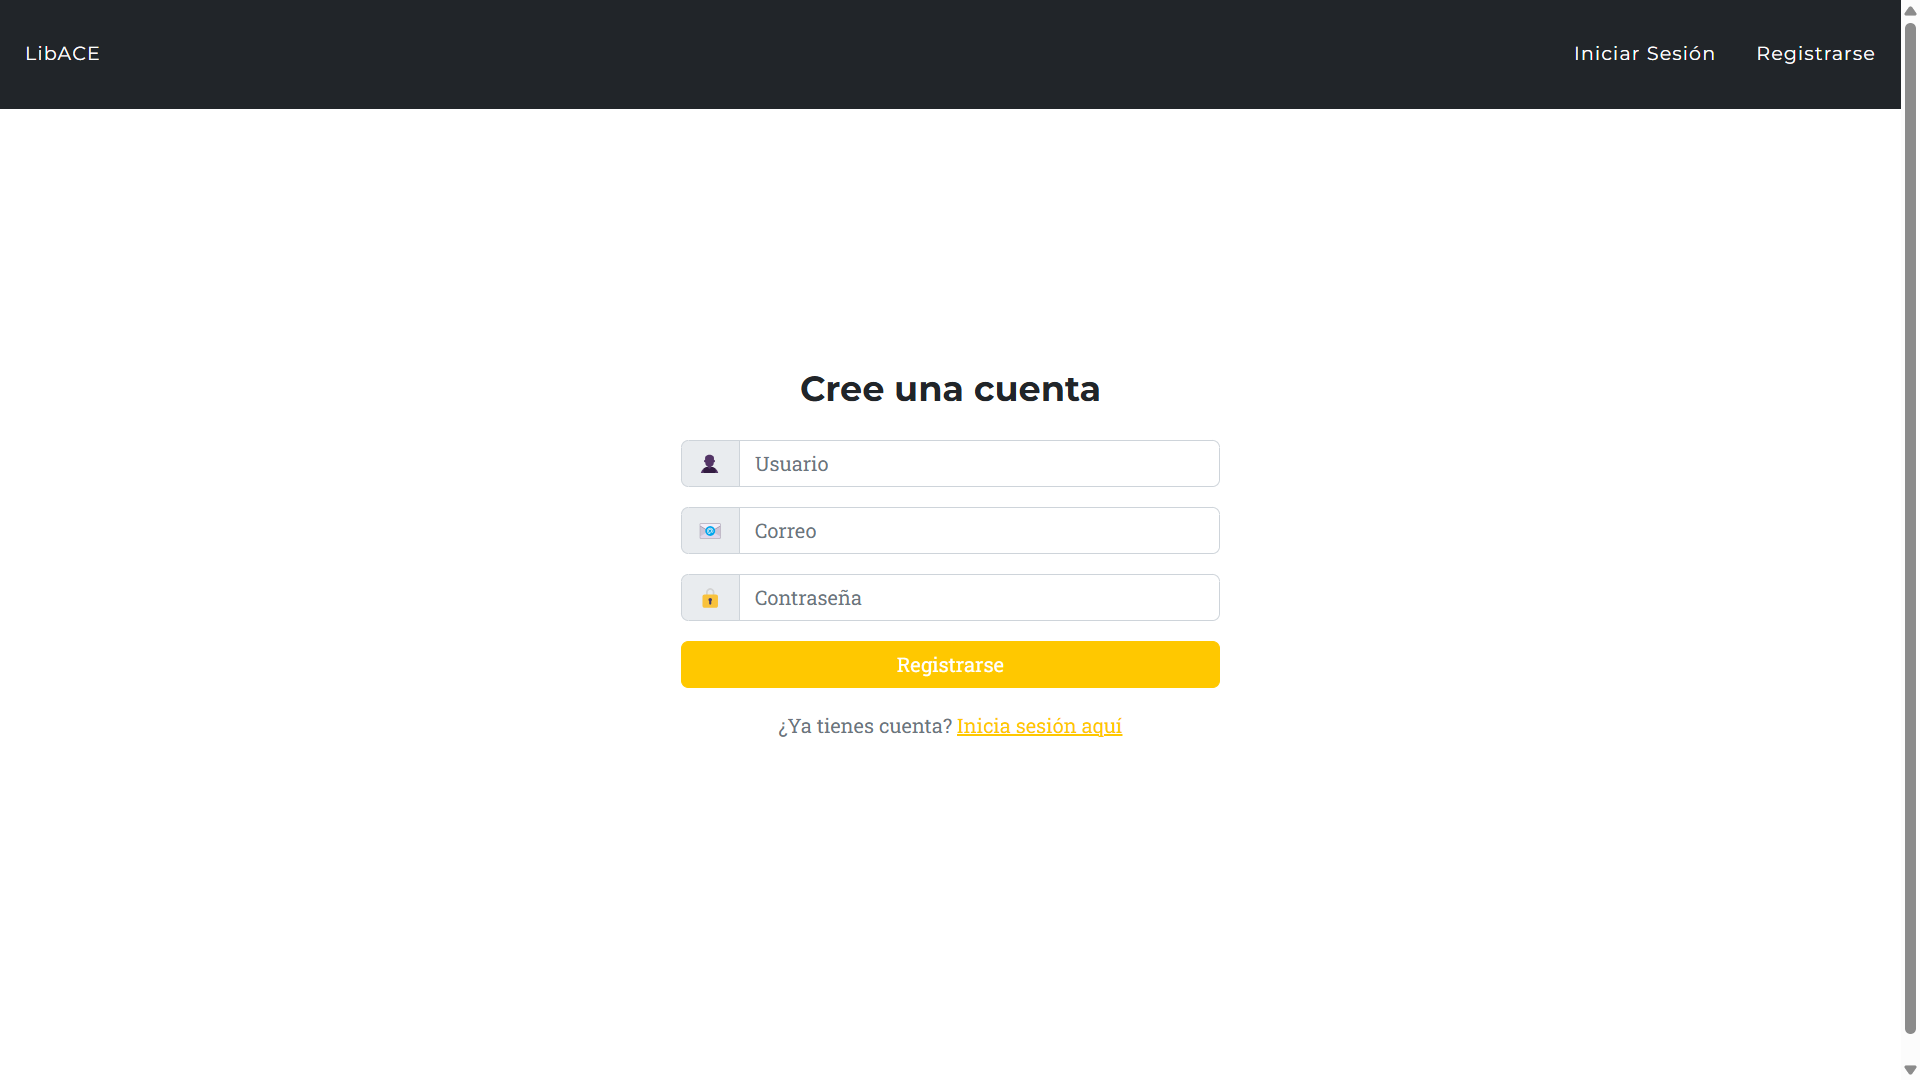 LibACE
Iniciar Sesión
Registrarse
Cree una cuenta
Usuario
Correo
Contraseña
Registrarse
¿Ya tienes cuenta? Inicia sesión aquí